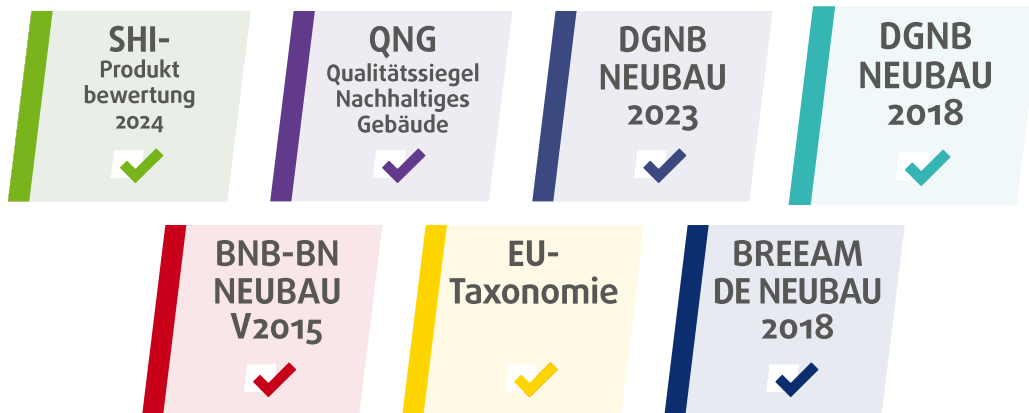 SHI-
Produkt
bewertung
2024
QNG
Qualitätssiegel
Nachhaltiges
Gebäude
DGNB
NEUBAU
2023
DGNB
NEUBAU
2018
BNB-BN
NEUBAU
V2015
EU-
Taxonomie
BREEAM
DE NEUBAU
2018